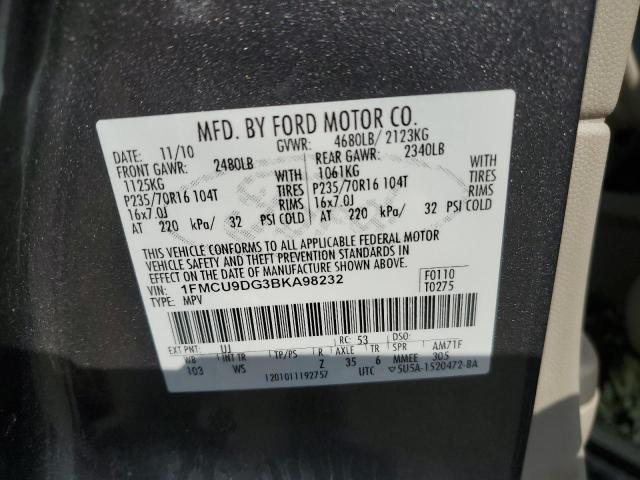 MFD. BY FORD MOTOR CO.
DATE: 11/10 GVWR: 4680LB/ 2123KG
FRONT GAWR: 2480LB REAR GAWR: 2340LB
1125KG WITH 1061KG WITH
P235/70R16 104T TIRES P235/70R16 104T TIRES
16x7.0J RIMS 16x7.0J RIMS
AT 220 kPa/ 32 PSI COLD AT 220 kPa/ 32 PSI COLD
THIS VEHICLE CONFORMS TO ALL APPLICABLE FEDERAL MOTOR
VEHICLE SAFETY AND THEFT PREVENTION STANDARDS IN
EFFECT ON THE DATE OF MANUFACTURE SHOWN ABOVE.
VIN: 1FMCU9DG3BKA98232 F0110
TYPE: MPV T0275
EXT PNT: UJ RC: 53 DSO:
WB INT TR TP/PS R AXLE TR SPR AM71F
103 WS Z 35 6 MMEE 305
1201011192757 UTC 5U5A-1520472-BA